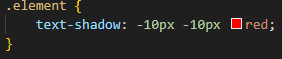 .element {
    text-shadow: -10px -10px red;
}